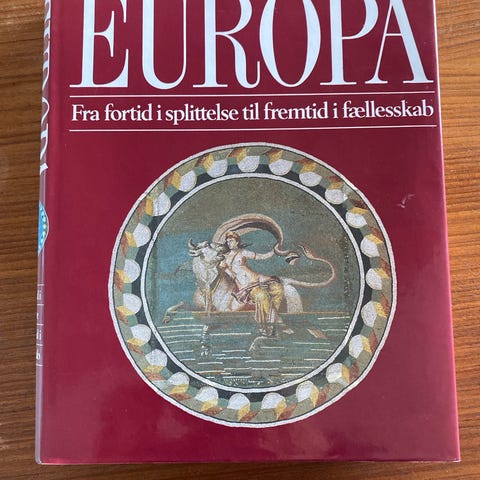 EUROPA
Fra fortid i splittelse til fremtid i fællesskab